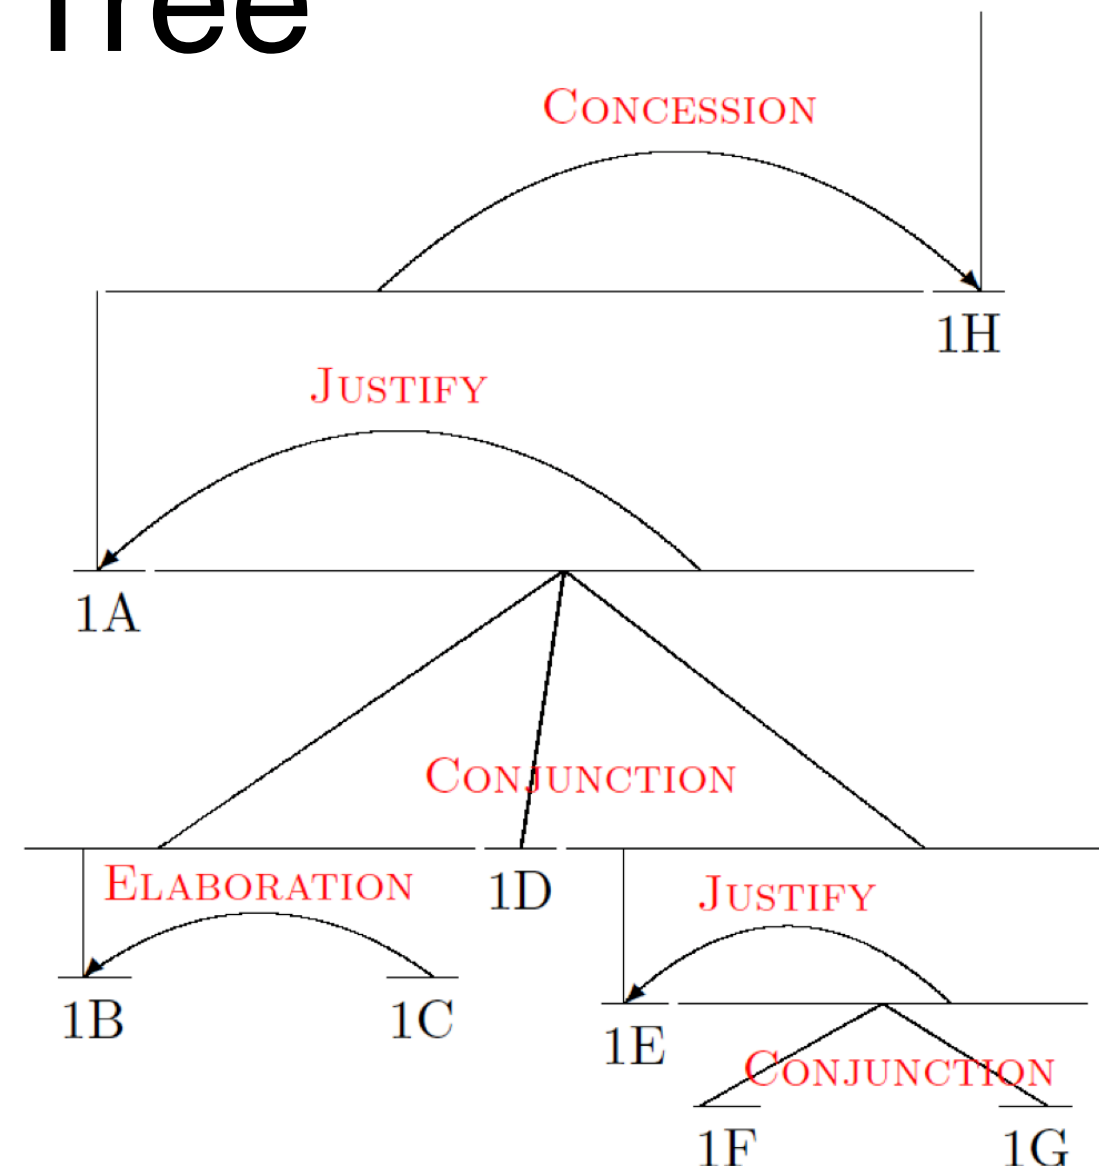 Tree
CONCESSION
1H
JUSTIFY
1A
CONJUNCTION
ELABORATION
1D
JUSTIFY
1B
1C
1E
CONJUNCTION
1F
1G